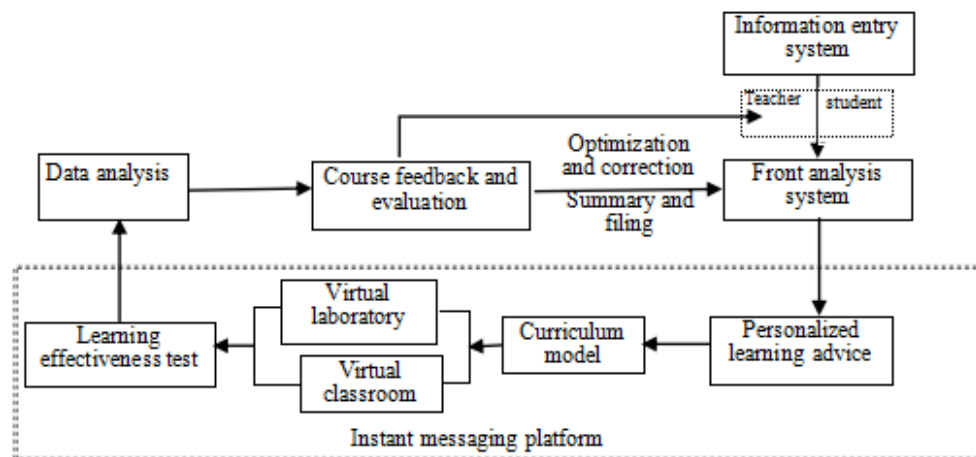 Information entry
system
Teacher
student
Optimization
and correction
Data analysis
Course feedback and
evaluation
Front analysis
system
Summary and
filing
Virtual
laboratory
Learning
effectiveness test
Curriculum
model
Personalized
learning advice
Virtual
classroom
Instant messaging platform